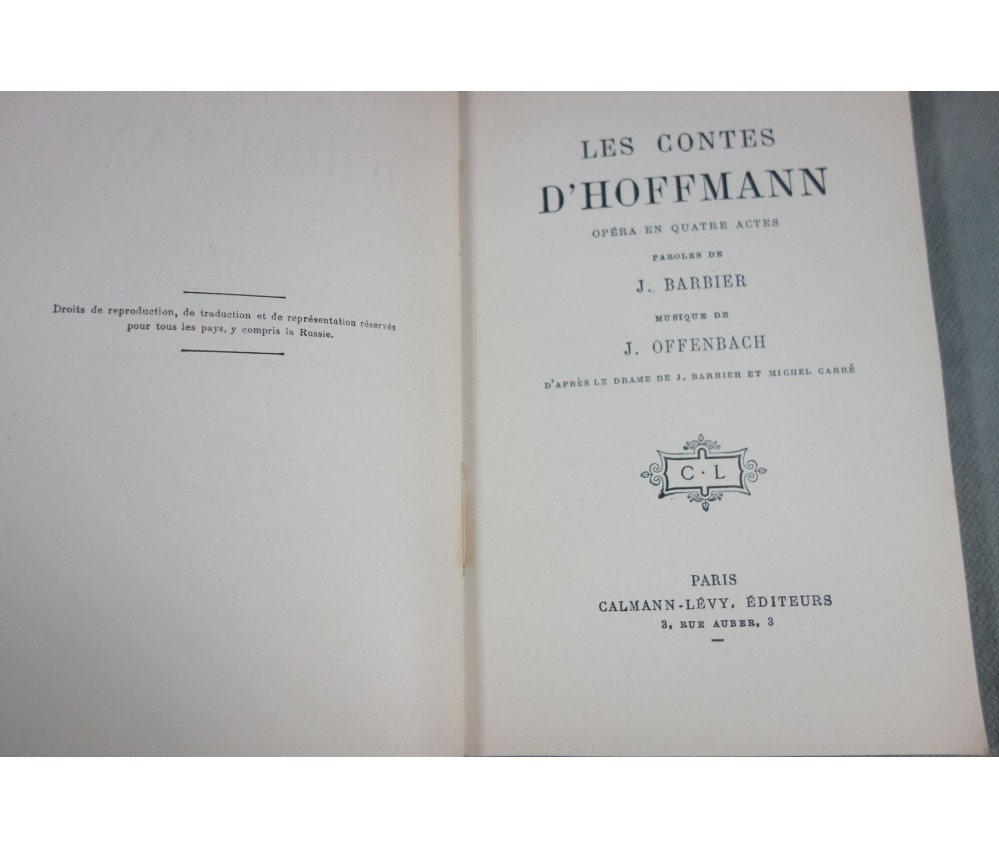 Droits de reproduction, de traduction et de représentation réservés
pour tous les pays, y compris la Russie.
LES CONTES
D'HOFFMANN
OPÉRA EN QUATRE ACTES
PAROLES DE
J. BARBIER
MUSIQUE DE
J. OFFENBACH
D'APRÈS LE DRAME DE J. BARBIER ET MICHEL CARRÉ
C · L
PARIS
CALMANN-LÉVY, ÉDITEURS
3, RUE AUBER, 3